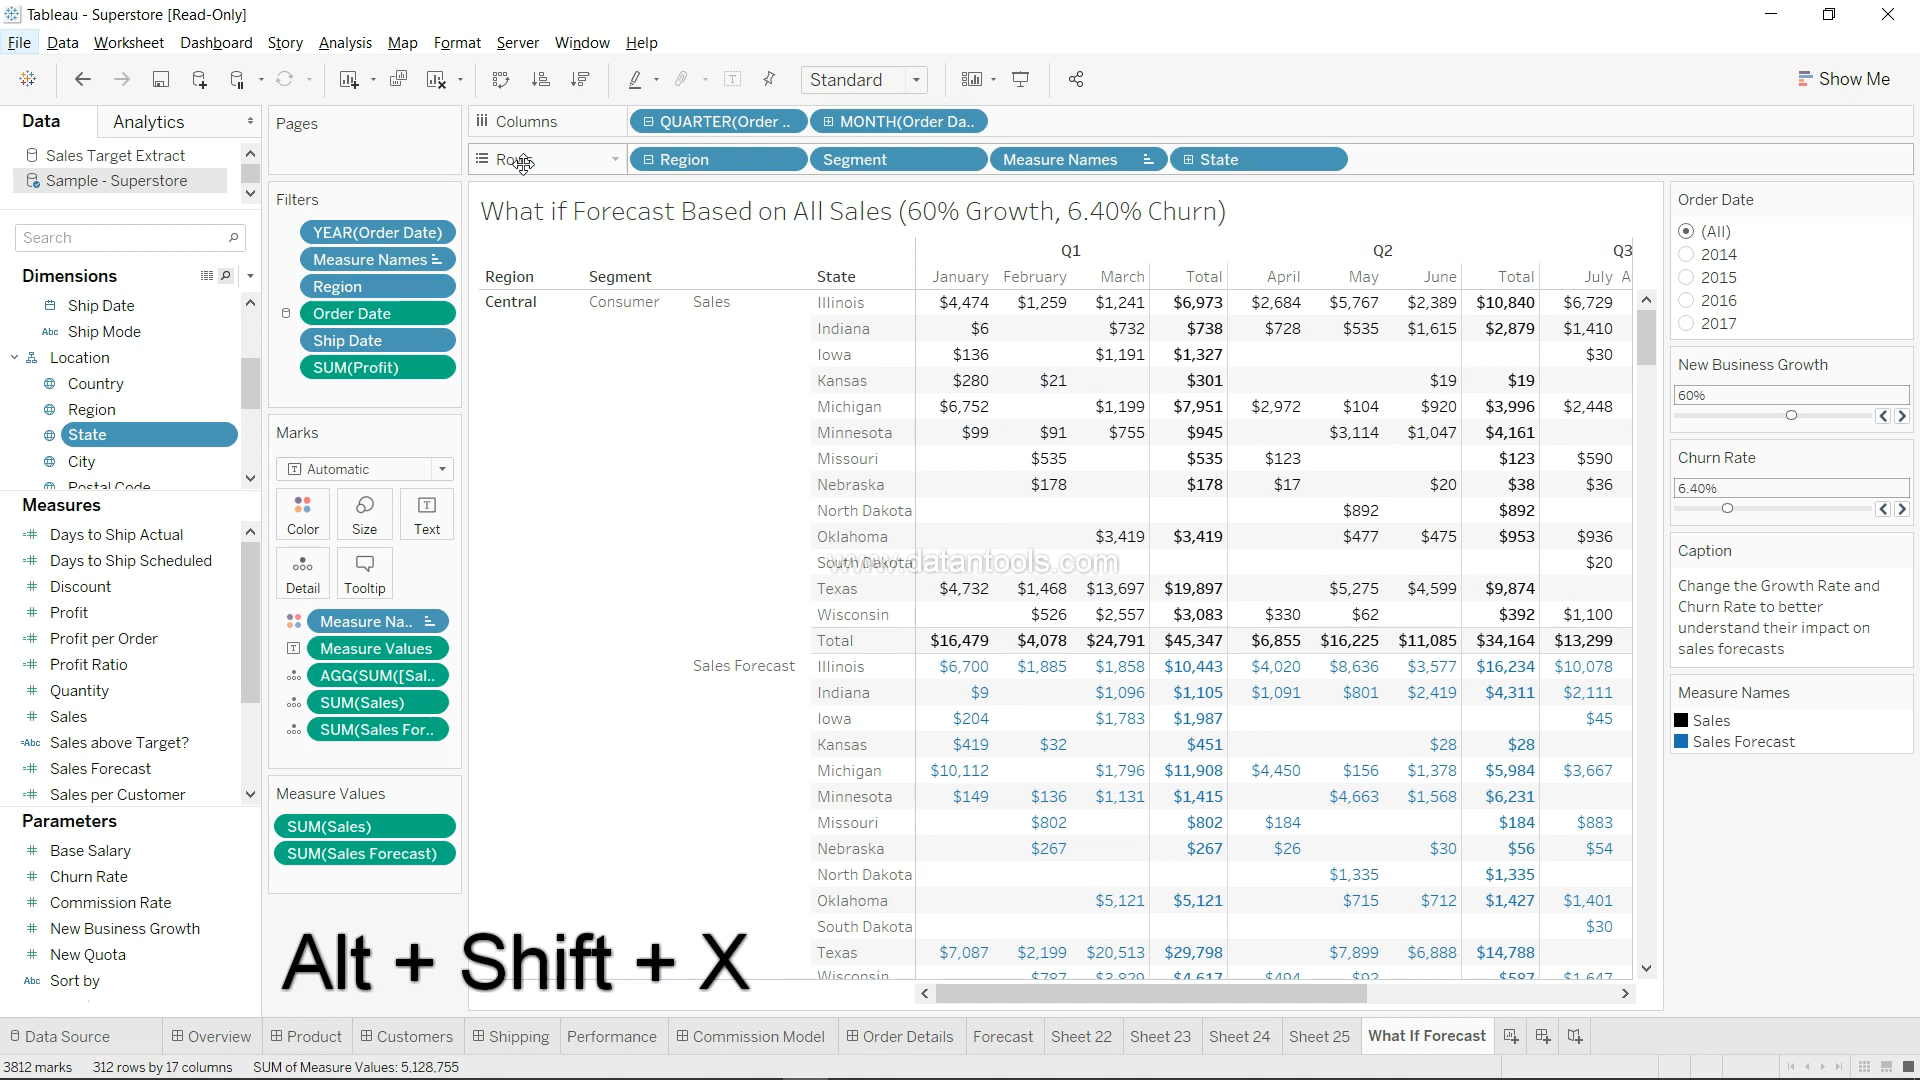 Tableau - Superstore [Read-Only]
File Data Worksheet Dashboard Story Analysis Map Format Server Window Help
Standard
Show Me
Data Analytics
Sales Target Extract
Sample - Superstore
Search
Dimensions
Ship Date
Abc Ship Mode
Location
Country
Region
State
City
Postal Code
Measures
Days to Ship Actual
Days to Ship Scheduled
Discount
Profit
Profit per Order
Profit Ratio
Quantity
Sales
=Abc Sales above Target?
Sales Forecast
Sales per Customer
Parameters
Base Salary
Churn Rate
Commission Rate
New Business Growth
New Quota
Abc Sort by
Pages
Filters
YEAR(Order Date)
Measure Names
Region
Order Date
Ship Date
SUM(Profit)
Marks
Automatic
Color Size Text
Detail Tooltip
Measure Na..
Measure Values
AGG(SUM([Sal..
SUM(Sales)
SUM(Sales For..
Measure Values
SUM(Sales)
SUM(Sales Forecast)
Columns QUARTER(Order .. MONTH(Order Da..
Region Segment Measure Names State
What if Forecast Based on All Sales (60% Growth, 6.40% Churn)
Q1 Q2 Q3
Region Segment State January February March Total April May June Total July A
Central Consumer Sales Illinois $4,474 $1,259 $1,241 $6,973 $2,684 $5,767 $2,389 $10,840 $6,729
Indiana $6 $732 $738 $728 $535 $1,615 $2,879 $1,410
Iowa $136 $1,191 $1,327 $30
Kansas $280 $21 $301 $19 $19
Michigan $6,752 $1,199 $7,951 $2,972 $104 $920 $3,996 $2,448
Minnesota $99 $91 $755 $945 $3,114 $1,047 $4,161
Missouri $535 $535 $123 $123 $590
Nebraska $178 $178 $17 $20 $38 $36
North Dakota $892 $892
Oklahoma $3,419 $3,419 $477 $475 $953 $936
South Dakota $20
www.datantools.com
Texas $4,732 $1,468 $13,697 $19,897 $5,275 $4,599 $9,874
Wisconsin $526 $2,557 $3,083 $330 $62 $392 $1,100
Total $16,479 $4,078 $24,791 $45,347 $6,855 $16,225 $11,085 $34,164 $13,299
Sales Forecast Illinois $6,700 $1,885 $1,858 $10,443 $4,020 $8,636 $3,577 $16,234 $10,078
Indiana $9 $1,096 $1,105 $1,091 $801 $2,419 $4,311 $2,111
Iowa $204 $1,783 $1,987 $45
Kansas $419 $32 $451 $28 $28
Michigan $10,112 $1,796 $11,908 $4,450 $156 $1,378 $5,984 $3,667
Minnesota $149 $136 $1,131 $1,415 $4,663 $1,568 $6,231
Missouri $802 $802 $184 $184 $883
Nebraska $267 $267 $26 $30 $56 $54
North Dakota $1,335 $1,335
Oklahoma $5,121 $5,121 $715 $712 $1,427 $1,401
South Dakota $30
Texas $7,087 $2,199 $20,513 $29,798 $7,899 $6,888 $14,788
Wisconsin $787 $3,829 $4,617 $494 $92 $587 $1,647
Order Date
(All)
2014
2015
2016
2017
New Business Growth
60%
Churn Rate
6.40%
Caption
Change the Growth Rate and
Churn Rate to better
understand their impact on
sales forecasts
Measure Names
Sales
Sales Forecast
Alt + Shift + X
Data Source Overview Product Customers Shipping Performance Commission Model Order Details Forecast Sheet 22 Sheet 23 Sheet 24 Sheet 25 What If Forecast
3812 marks 312 rows by 17 columns SUM of Measure Values: 5,128,755